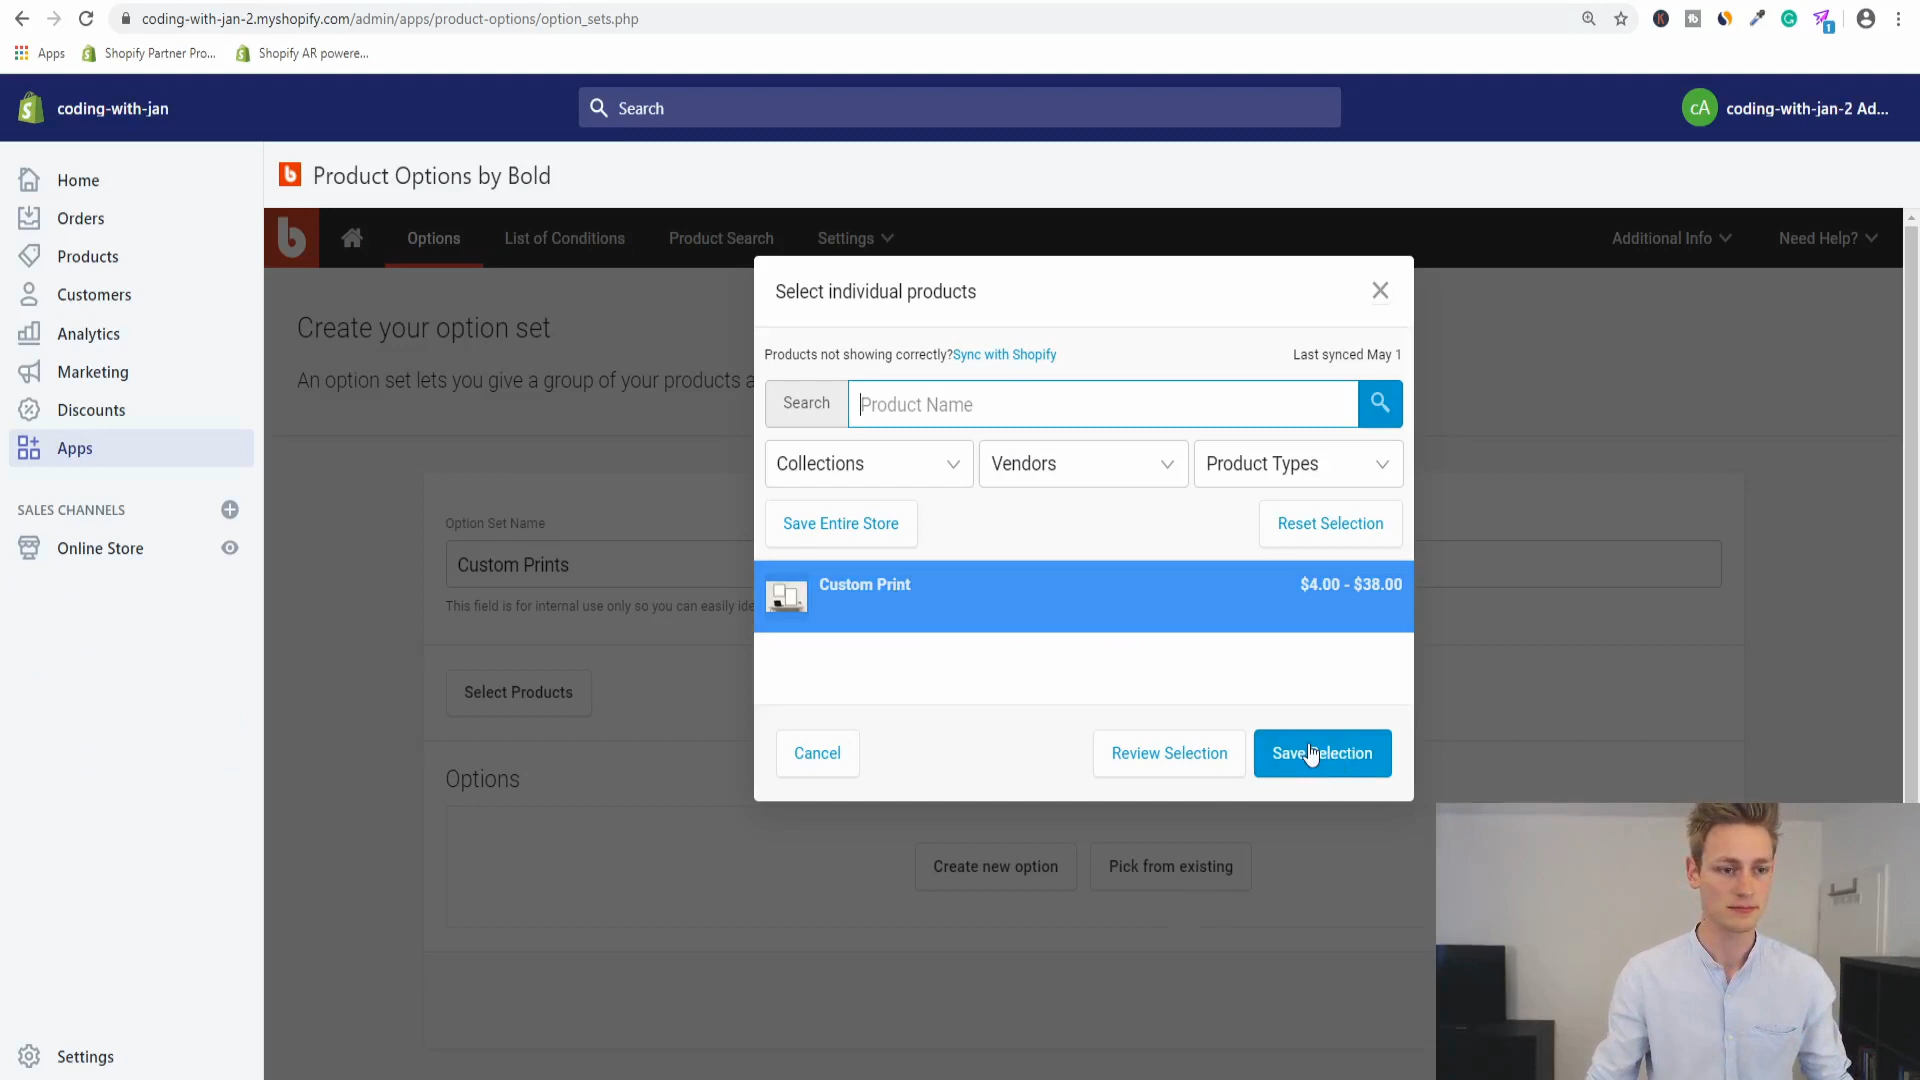 coding-with-jan-2.myshopify.com/admin/apps/product-options/option_sets.php
Apps
Shopify Partner Pro...
Shopify AR powere...
1
coding-with-jan
Search
cA
coding-with-jan-2 Ad...
Home
Orders
Products
Customers
Analytics
Marketing
Discounts
Apps
SALES CHANNELS
Online Store
Settings
Product Options by Bold
Options
List of Conditions
Product Search
Settings
Additional Info
Need Help?
Create your option set
An option set lets you give a group of your products a
Option Set Name
Custom Prints
This field is for internal use only so you can easily ide
Select Products
Options
Create new option
Pick from existing
Select individual products
Products not showing correctly?Sync with Shopify
Last synced May 1
Search
Product Name
Collections
Vendors
Product Types
Save Entire Store
Reset Selection
Custom Print
$4.00 - $38.00
Cancel
Review Selection
Save Selection